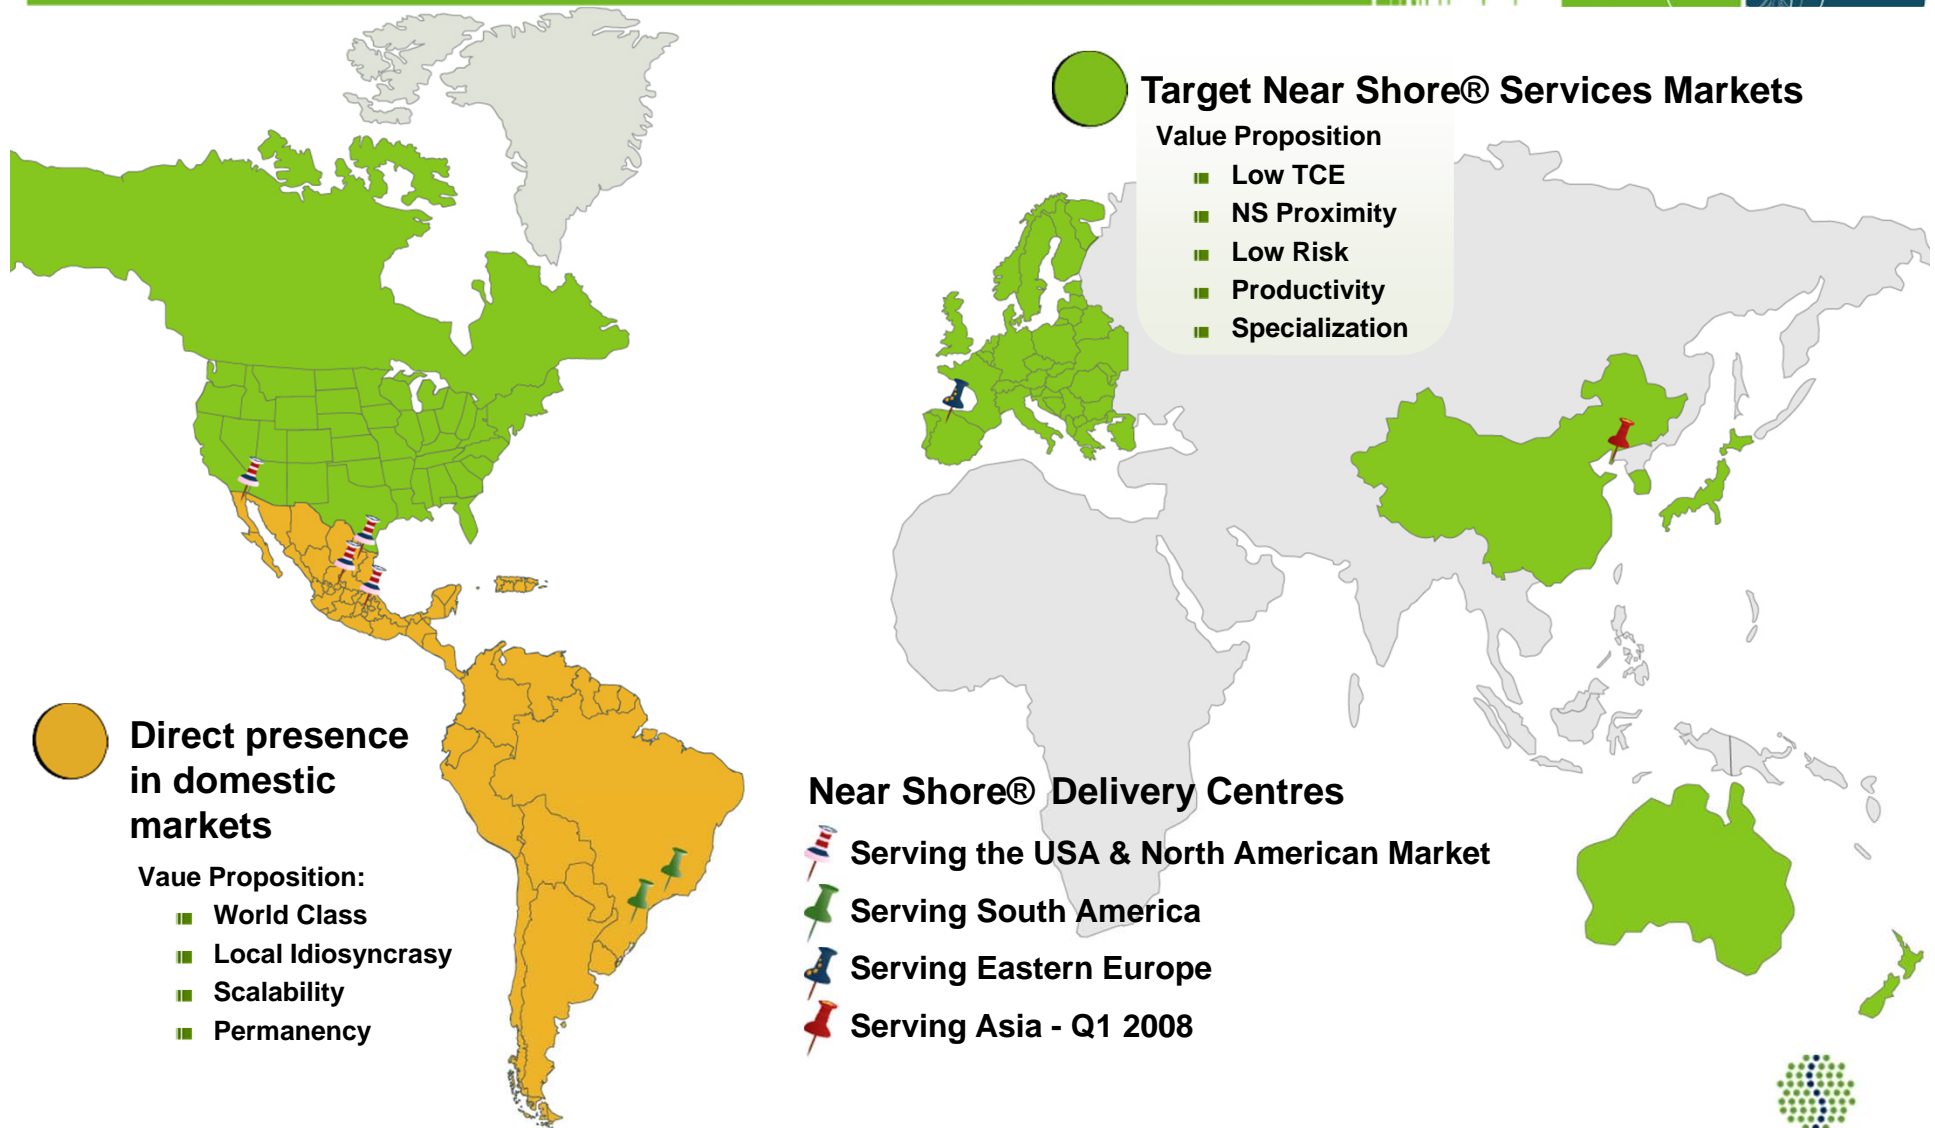 Target Near Shore® Services Markets
Value Proposition
Low TCE
NS Proximity
Low Risk
Productivity
Specialization
Direct presence
in domestic
markets
Vaue Proposition:
World Class
Local Idiosyncrasy
Scalability
Permanency
Near Shore® Delivery Centres
Serving the USA & North American Market
Serving South America
Serving Eastern Europe
Serving Asia - Q1 2008